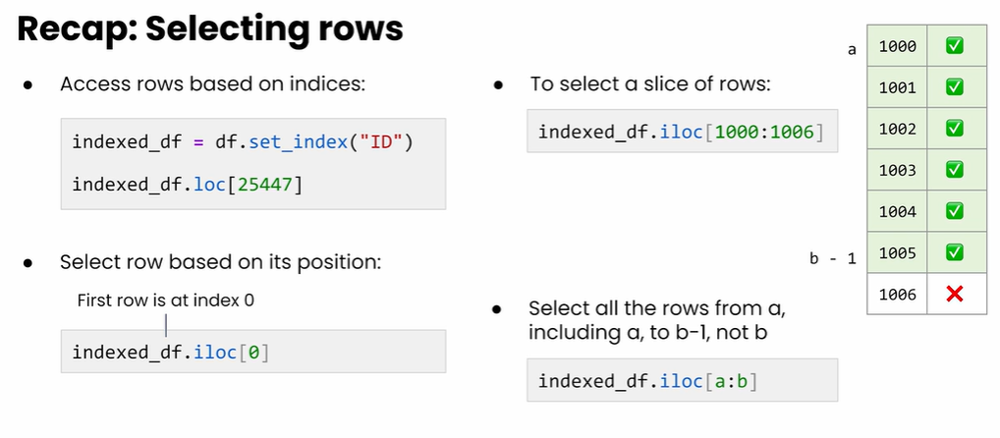 Recap: Selecting rows
● Access rows based on indices:
indexed_df = df.set_index("ID")
indexed_df.loc[25447]
● Select row based on its position:
First row is at index 0
indexed_df.iloc[0]
● To select a slice of rows:
indexed_df.iloc[1000:1006]
● Select all the rows from a,
including a, to b-1, not b
indexed_df.iloc[a:b]
a 1000 ✅
1001 ✅
1002 ✅
1003 ✅
1004 ✅
b - 1 1005 ✅
1006 ❌